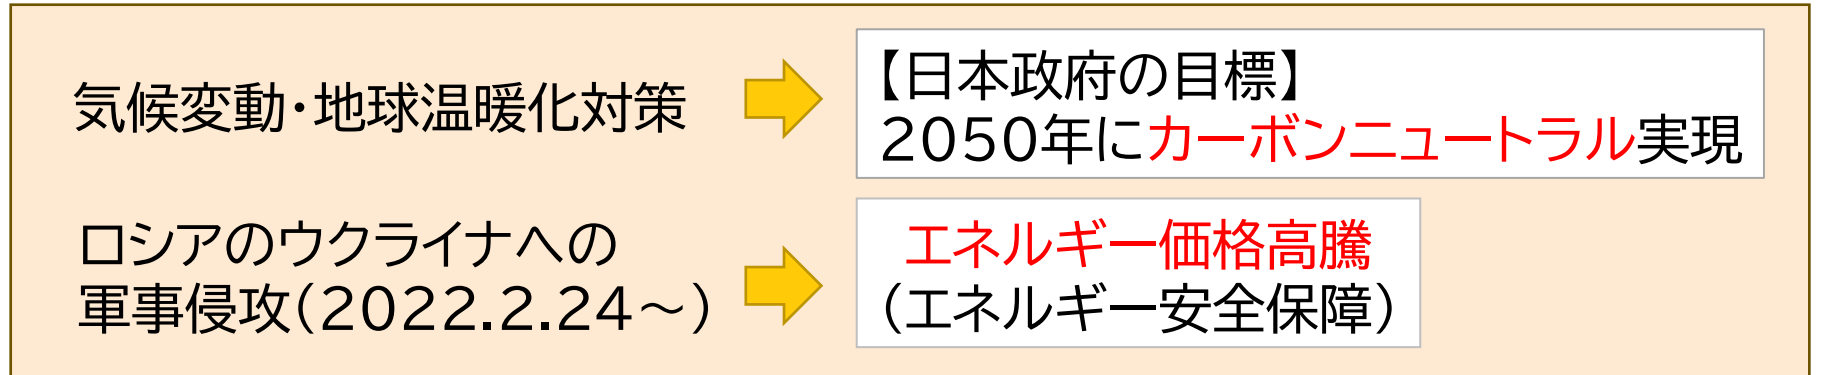 気候変動・地球温暖化対策
【日本政府の目標】
2050年にカーボンニュートラル実現
ロシアのウクライナへの
軍事侵攻(2022.2.24～)
エネルギー価格高騰
(エネルギー安全保障)